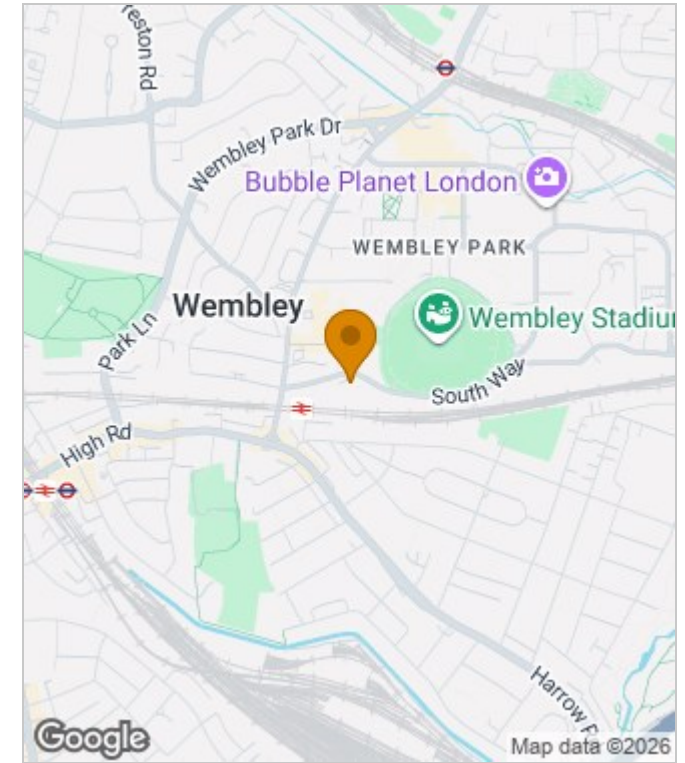 reston Rd
Wembley Park Dr
Bubble Planet London
WEMBLEY PARK
Wembley
Wembley Stadiu
Park Ln
South Way
High Rd
Harrow R
Google
Map data ©2026